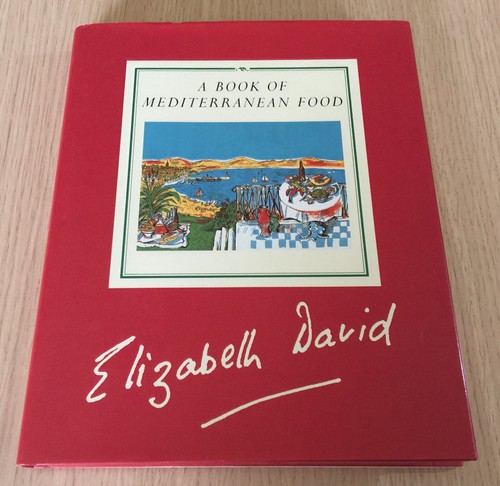 A BOOK OF
MEDITERRANEAN FOOD
Elizabeth David